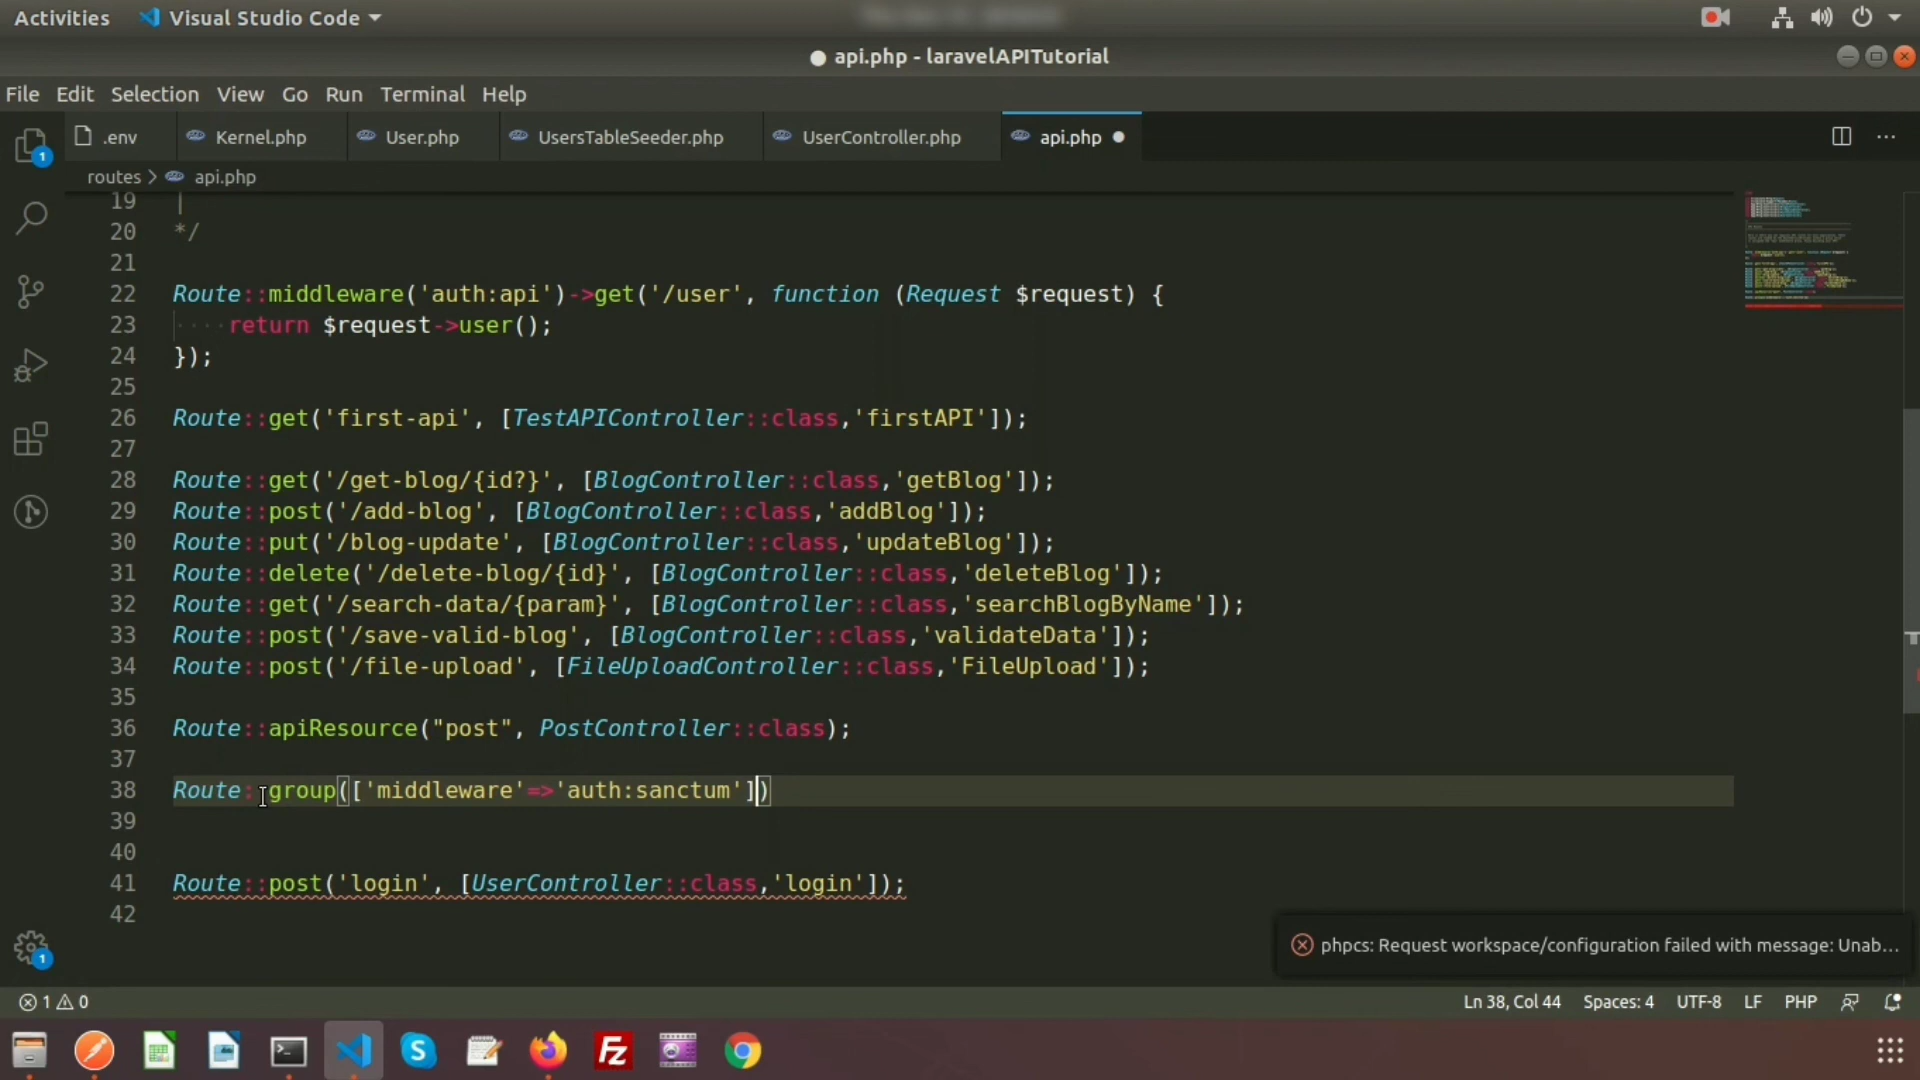 Activities Visual Studio Code
● api.php - laravelAPITutorial
File Edit Selection View Go Run Terminal Help
.env Kernel.php User.php UsersTableSeeder.php UserController.php api.php ●
routes > api.php
19 |
20 */
21
22 Route::middleware('auth:api')->get('/user', function (Request $request) {
23 ····return $request->user();
24 });
25
26 Route::get('first-api', [TestAPIController::class,'firstAPI']);
27
28 Route::get('/get-blog/{id?}', [BlogController::class,'getBlog']);
29 Route::post('/add-blog', [BlogController::class,'addBlog']);
30 Route::put('/blog-update', [BlogController::class,'updateBlog']);
31 Route::delete('/delete-blog/{id}', [BlogController::class,'deleteBlog']);
32 Route::get('/search-data/{param}', [BlogController::class,'searchBlogByName']);
33 Route::post('/save-valid-blog', [BlogController::class,'validateData']);
34 Route::post('/file-upload', [FileUploadController::class,'FileUpload']);
35
36 Route::apiResource("post", PostController::class);
37
38 Route::group(['middleware'=>'auth:sanctum'])
39
40
41 Route::post('login', [UserController::class,'login']);
42
phpcs: Request workspace/configuration failed with message: Unab...
1 0 Ln 38, Col 44 Spaces: 4 UTF-8 LF PHP